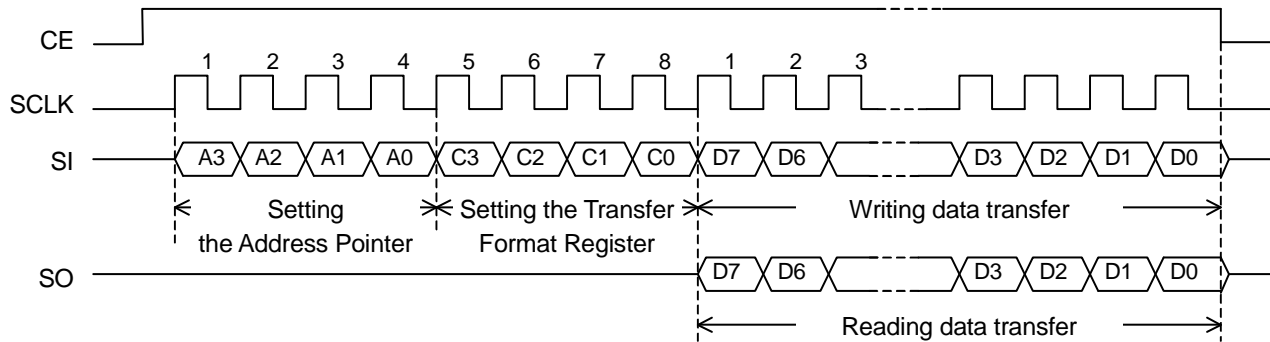 CE
1 2 3 4 5 6 7 8 1 2 3
SCLK
SI A3 A2 A1 A0 C3 C2 C1 C0 D7 D6 D3 D2 D1 D0
Setting Setting the Transfer Writing data transfer
the Address Pointer Format Register
SO D7 D6 D3 D2 D1 D0
Reading data transfer